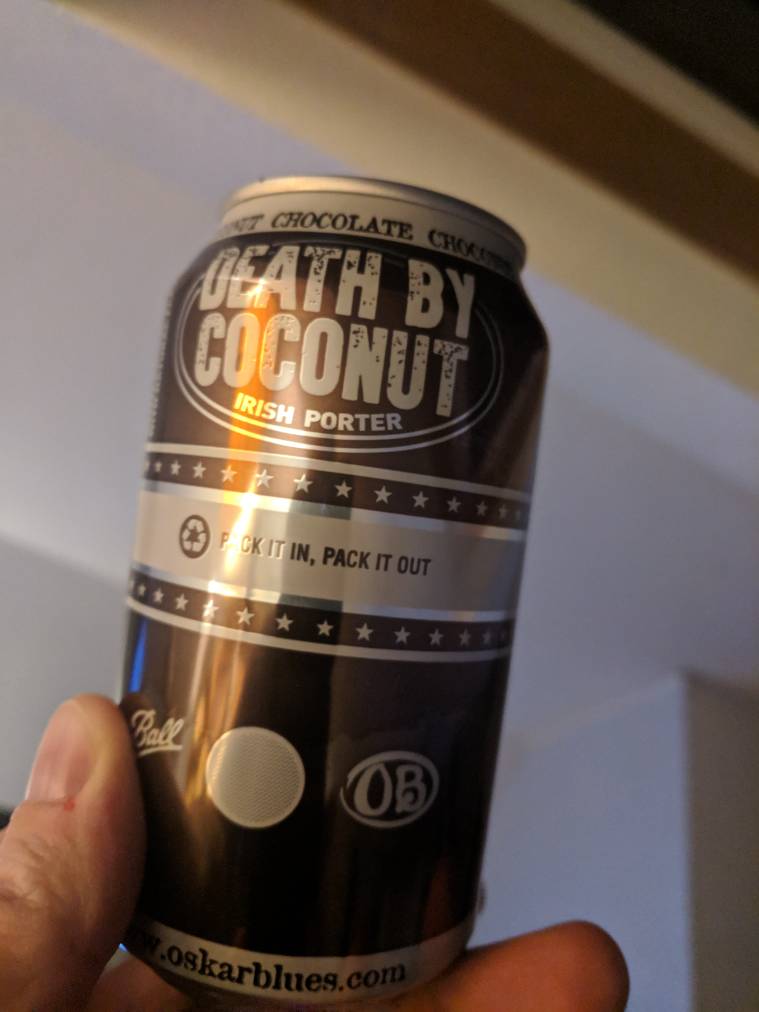 CHOCOLATE
DEATH BY
COCONUT
IRISH PORTER
PACK IT IN, PACK IT OUT
Ball
OB
.oskarblues.com